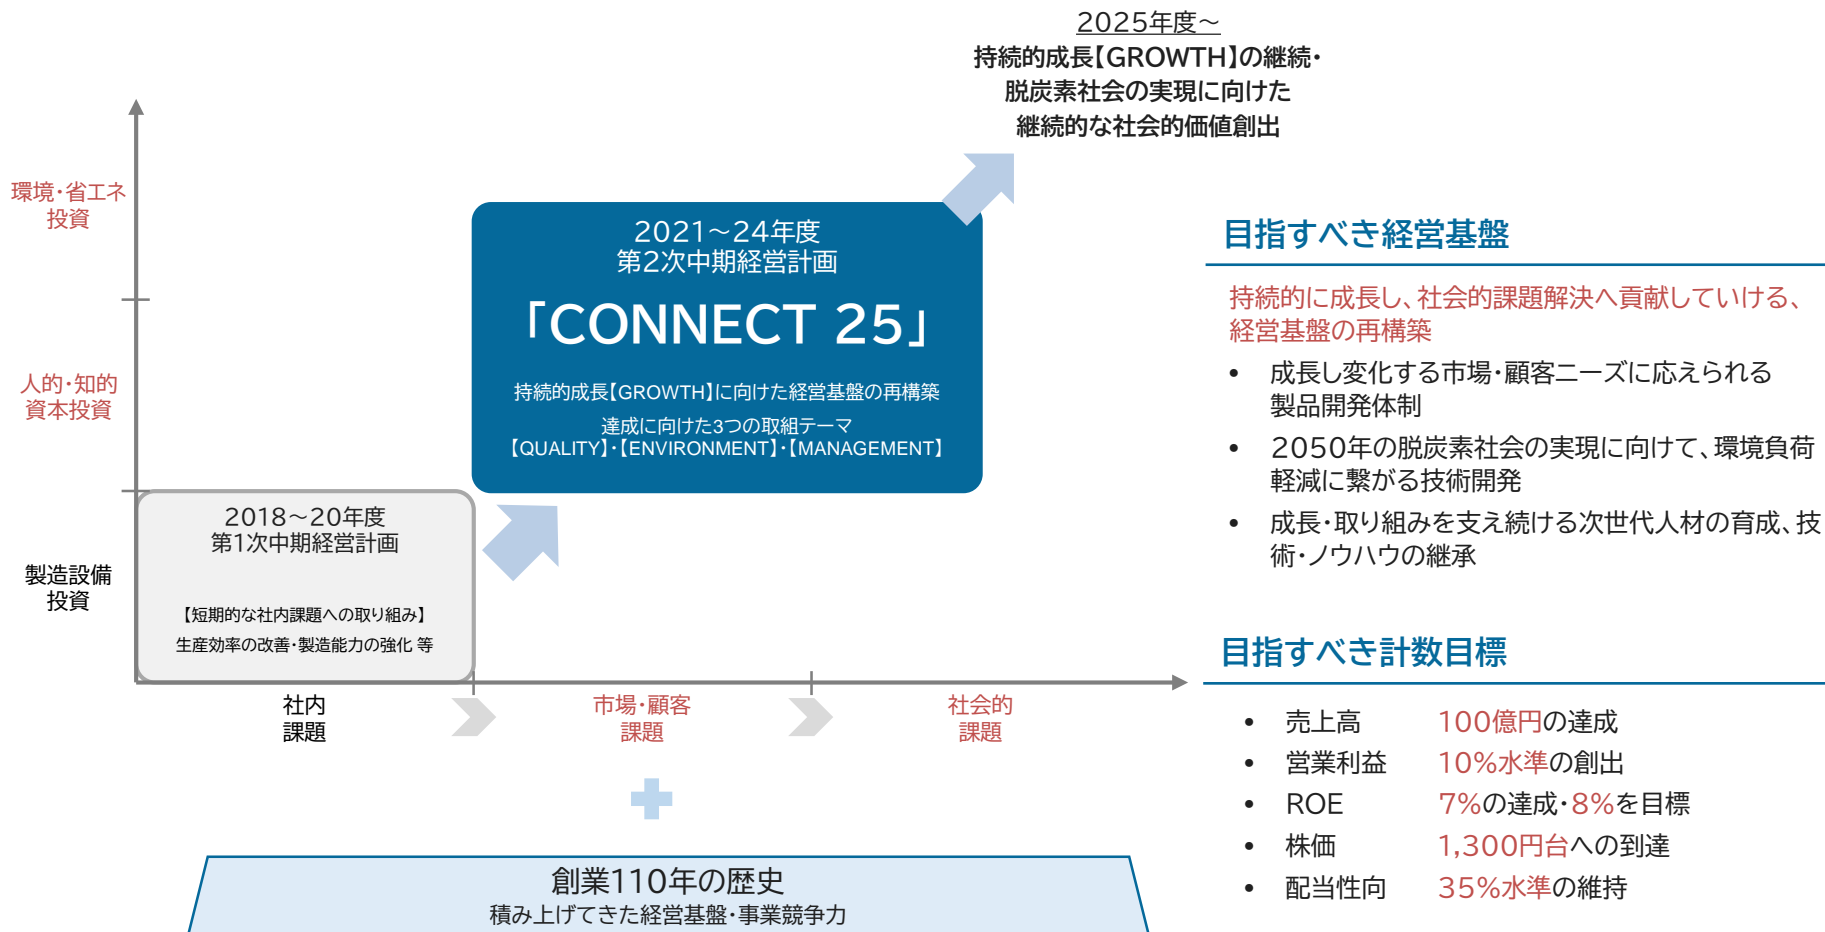 2025年度～
持続的成長【GROWTH】の継続・
脱炭素社会の実現に向けた
継続的な社会的価値創出
環境・省エネ
投資
人的・知的
資本投資
製造設備
投資
2021～24年度
第2次中期経営計画
「CONNECT 25」
持続的成長【GROWTH】に向けた経営基盤の再構築
達成に向けた3つの取組テーマ
【QUALITY】・【ENVIRONMENT】・【MANAGEMENT】
2018～20年度
第1次中期経営計画
【短期的な社内課題への取り組み】
生産効率の改善・製造能力の強化 等
社内
課題
市場・顧客
課題
社会的
課題
創業110年の歴史
積み上げてきた経営基盤・事業競争力
目指すべき経営基盤
持続的に成長し、社会的課題解決へ貢献していける、
経営基盤の再構築
• 成長し変化する市場・顧客ニーズに応えられる
製品開発体制
• 2050年の脱炭素社会の実現に向けて、環境負荷
軽減に繋がる技術開発
• 成長・取り組みを支え続ける次世代人材の育成、技
術・ノウハウの継承
目指すべき計数目標
• 売上高 100億円の達成
• 営業利益 10%水準の創出
• ROE 7%の達成・8%を目標
• 株価 1,300円台への到達
• 配当性向 35%水準の維持